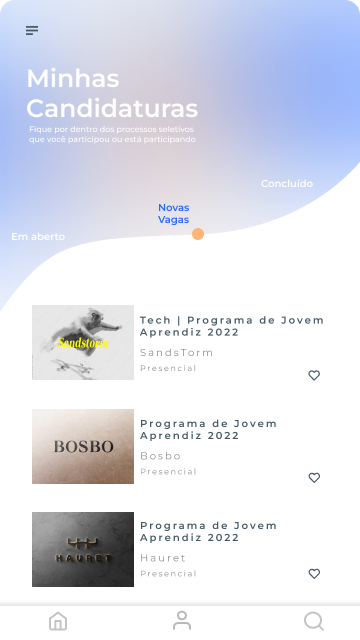 Minhas
Candidaturas
Fique por dentro dos processos seletivos
que você participou ou está participando
Concluído
Novas
Vagas
Em aberto
Sandstorm
Tech | Programa de Jovem
Aprendiz 2022
SandsTorm
Presencial
BOSBO
Programa de Jovem
Aprendiz 2022
Bosbo
Presencial
HAURET
Programa de Jovem
Aprendiz 2022
Hauret
Presencial